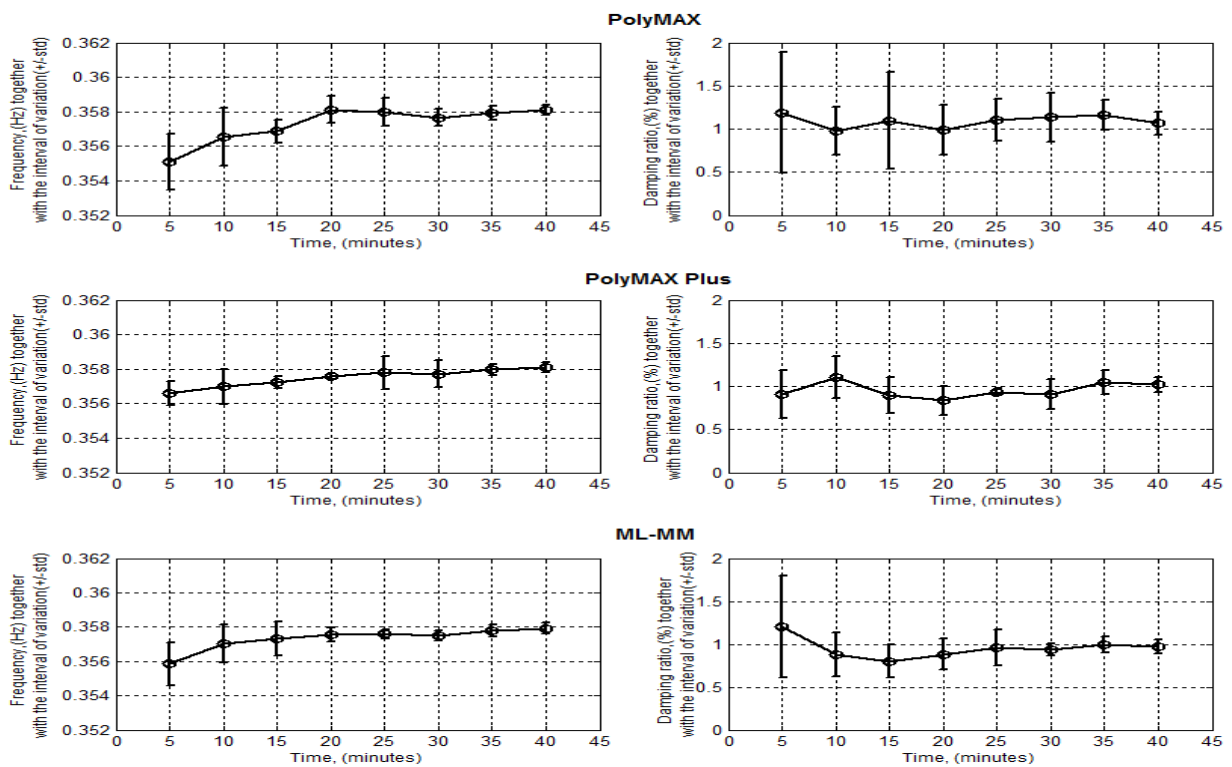 PolyMAX
Frequency,(Hz) together
with the interval of variation(+/-std)
0.362
0.36
0.358
0.356
0.354
0.352
0 5 10 15 20 25 30 35 40 45
Time, (minutes)
Damping ratio,(%) together
with the interval of variation(+/-std)
2
1.5
1
0.5
0
0 5 10 15 20 25 30 35 40 45
Time, (minutes)
PolyMAX Plus
Frequency,(Hz) together
with the interval of variation(+/-std)
0.362
0.36
0.358
0.356
0.354
0.352
0 5 10 15 20 25 30 35 40 45
Time, (minutes)
Damping ratio,(%) together
with the interval of variation(+/-std)
2
1.5
1
0.5
0
0 5 10 15 20 25 30 35 40 45
Time, (minutes)
ML-MM
Frequency,(Hz) together
with the interval of variation(+/-std)
0.362
0.36
0.358
0.356
0.354
0.352
0 5 10 15 20 25 30 35 40 45
Time, (minutes)
Damping ratio,(%) together
with the interval of variation(+/-std)
2
1.5
1
0.5
0
0 5 10 15 20 25 30 35 40 45
Time, (minutes)